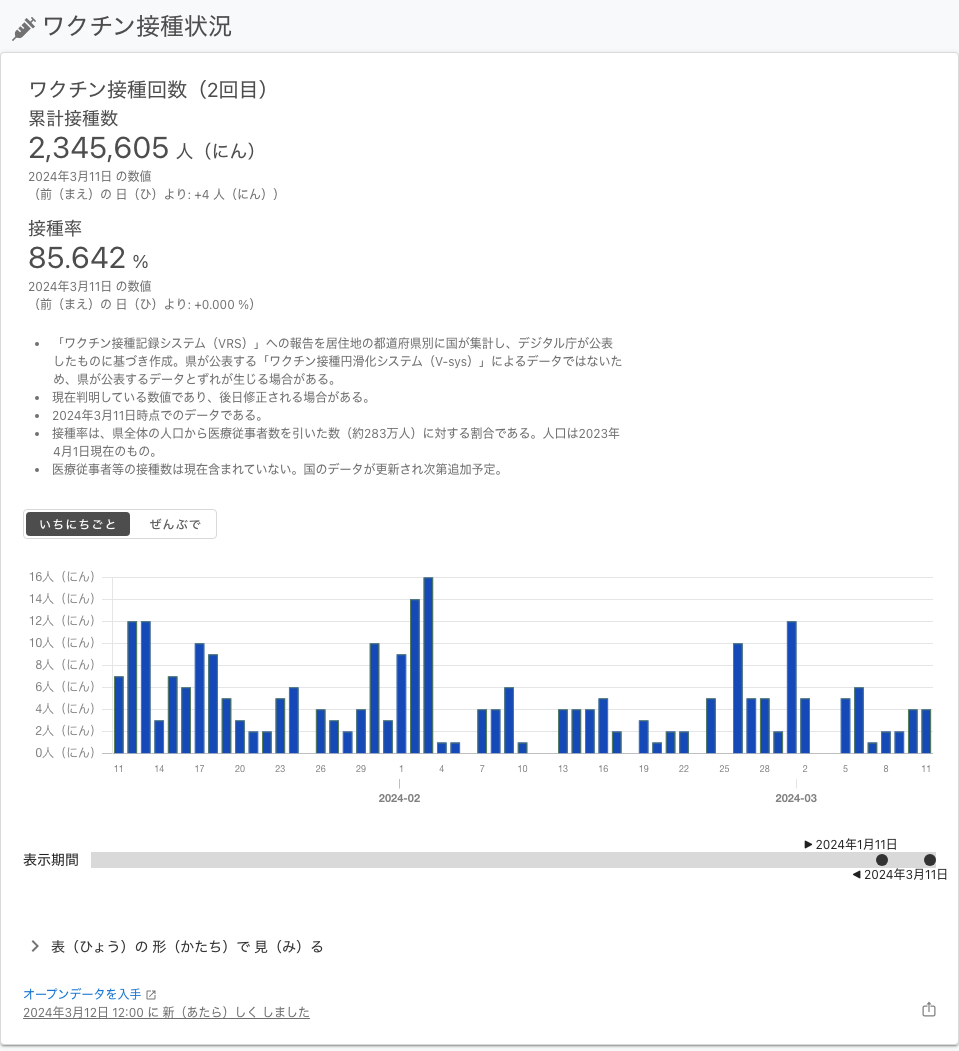 ワクチン接種状況
ワクチン接種回数（2回目）
累計接種数
2,345,605 人（にん）
2024年3月11日 の数値
（前（まえ）の 日（ひ）より: +4 人（にん））
接種率
85.642 %
2024年3月11日 の数値
（前（まえ）の 日（ひ）より: +0.000 %）
• 「ワクチン接種記録システム（VRS）」への報告を居住地の都道府県別に国が集計し、デジタル庁が公表
したものに基づき作成。県が公表する「ワクチン接種円滑化システム（V-sys）」によるデータではないた
め、県が公表するデータとずれが生じる場合がある。
• 現在判明している数値であり、後日修正される場合がある。
• 2024年3月11日時点でのデータである。
• 接種率は、県全体の人口から医療従事者数を引いた数（約283万人）に対する割合である。人口は2023年
4月1日現在のもの。
• 医療従事者等の接種数は現在含まれていない。国のデータが更新され次第追加予定。
いちにちごと ぜんぶで
16人（にん）
14人（にん）
12人（にん）
10人（にん）
8人（にん）
6人（にん）
4人（にん）
2人（にん）
0人（にん）
11 14 17 20 23 26 29 1 4 7 10 13 16 19 22 25 28 2 5 8 11
2024-02 2024-03
▶ 2024年1月11日
表示期間
◀ 2024年3月11日
表（ひょう）の 形（かたち）で 見（み）る
オープンデータを入手
2024年3月12日 12:00 に 新（あたら）しく しました